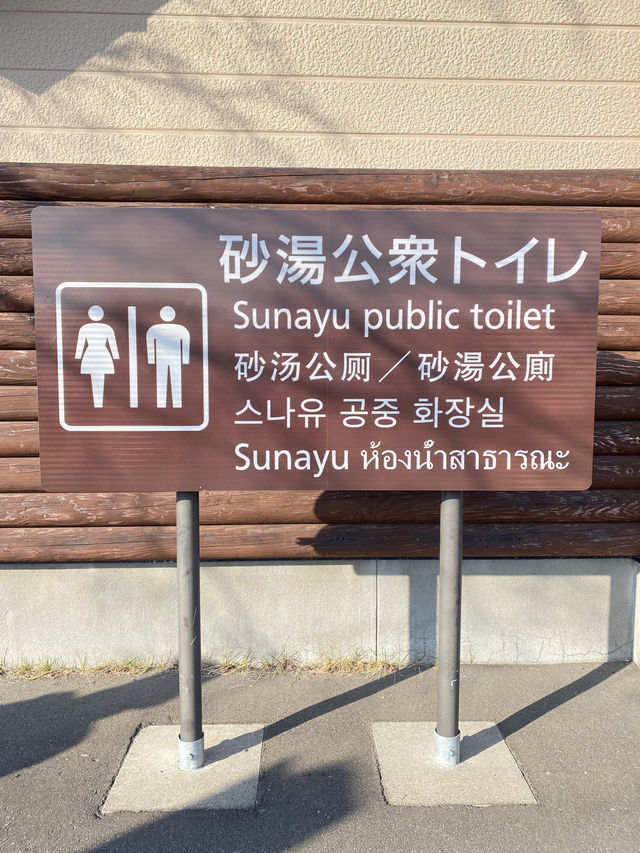 砂湯公衆トイレ
Sunayu public toilet
砂汤公厕／砂湯公廁
스나유 공중 화장실
Sunayu ห้องน้ำสาธารณะ